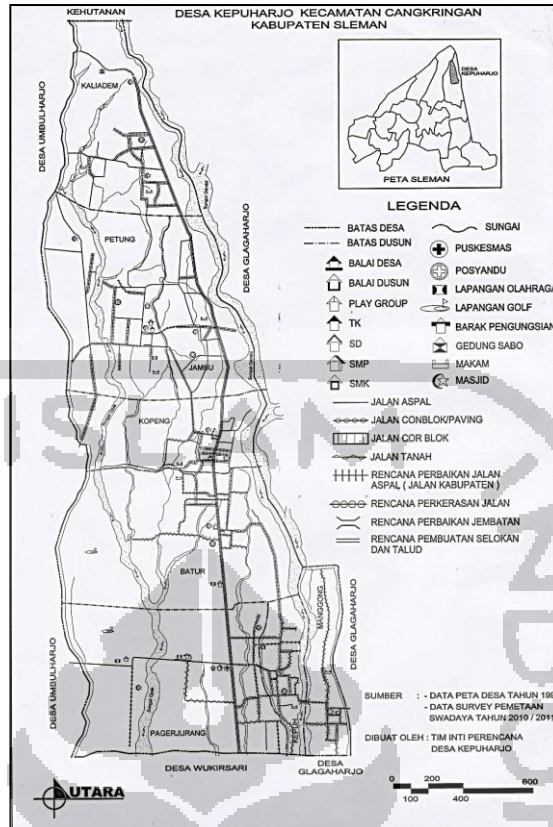 KEHUTANAN
DESA KEPUHARJO KECAMATAN CANGKRINGAN
KABUPATEN SLEMAN
KALIADEM
DESA UMBULHARJO
DESA
KEPUHARJO
PETA SLEMAN
DESA GLAGAHARJO
PETUNG
JAMBU
KOPENG
BATUR
MANGGONG
DESA GLAGAHARJO
DESA UMBULHARJO
PAGERJURANG
KEPUH
DESA WUKIRSARI
DESA
GLAGAHARJO
LEGENDA
BATAS DESA
BATAS DUSUN
BALAI DESA
BALAI DUSUN
PLAY GROUP
TK
SD
SMP
SMK
SUNGAI
PUSKESMAS
POSYANDU
LAPANGAN OLAHRAGA
LAPANGAN GOLF
BARAK PENGUNGSIAN
GEDUNG SABO
MAKAM
MASJID
JALAN ASPAL
JALAN CONBLOK/PAVING
JALAN COR BLOK
JALAN TANAH
RENCANA PERBAIKAN JALAN
ASPAL ( JALAN KABUPATEN )
RENCANA PERKERASAN JALAN
RENCANA PERBAIKAN JEMBATAN
RENCANA PEMBUATAN SELOKAN
DAN TALUD
SUMBER : - DATA PETA DESA TAHUN
- DATA SURVEY PEMETAAN
SWADAYA TAHUN 2010 / 2011
DIBUAT OLEH : TIM INTI PERENCANA
DESA KEPUHARJO
0 200 800
100 400
UTARA
ISLAM